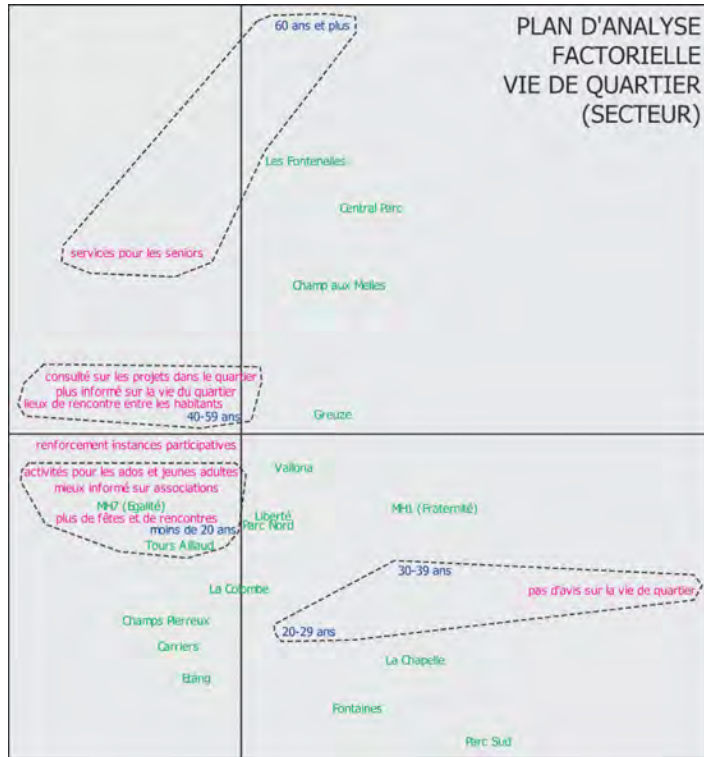 PLAN D'ANALYSE
FACTORIELLE
VIE DE QUARTIER
(SECTEUR)
60 ans et plus
Les Fontenelles
Central Parc
services pour les seniors
Champ aux Melles
consulté sur les projets dans le quartier
plus informé sur la vie du quartier
lieux de rencontre entre les habitants
40-59 ans
Greuze
renforcement instances participatives
Vallona
activités pour les ados et jeunes adultes
mieux informé sur associations
MH7 (Egalité)
MH1 (Fraternité)
plus de fêtes et de rencontres
Liberté
moins de 20 ans
Parc Nord
Tours Aillaud
30-39 ans
La Colombe
pas d'avis sur la vie de quartier
Champs Pierreux
20-29 ans
Carriers
La Chapelle
Etang
Fontaines
Parc Sud